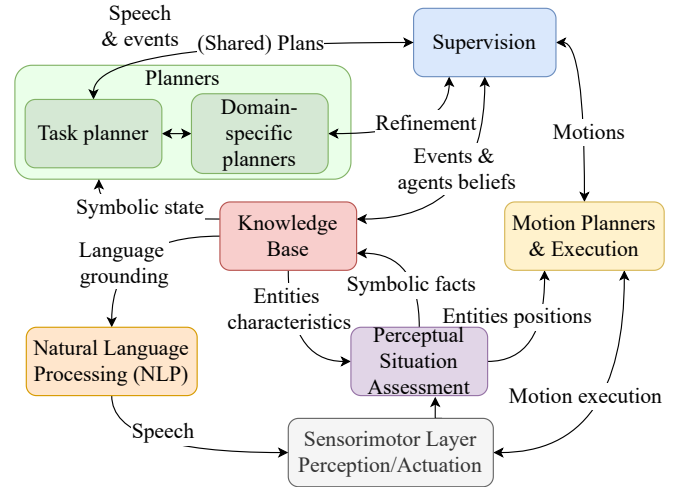 Speech
& events
(Shared) Plans
Supervision
Planners
Task planner
Domain-
specific
planners
Refinement
Motions
Events &
agents beliefs
Symbolic state
Knowledge
Base
Motion Planners
& Execution
Language
grounding
Entities
characteristics
Symbolic facts
Entities positions
Natural Language
Processing (NLP)
Perceptual
Situation
Assessment
Motion execution
Speech
Sensorimotor Layer
Perception/Actuation